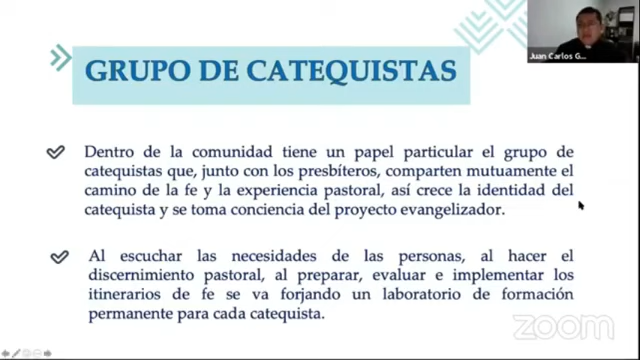 Juan Carlos G...
GRUPO DE CATEQUISTAS
Dentro de la comunidad tiene un papel particular el grupo de
catequistas que, junto con los presbíteros, comparten mutuamente el
camino de la fe y la experiencia pastoral, así crece la identidad del
catequista y se toma conciencia del proyecto evangelizador.
Al escuchar las necesidades de las personas, al hacer el
discernimiento pastoral, al preparar, evaluar e implementar los
itinerarios de fe se va forjando un laboratorio de formación
permanente para cada catequista.
zoom